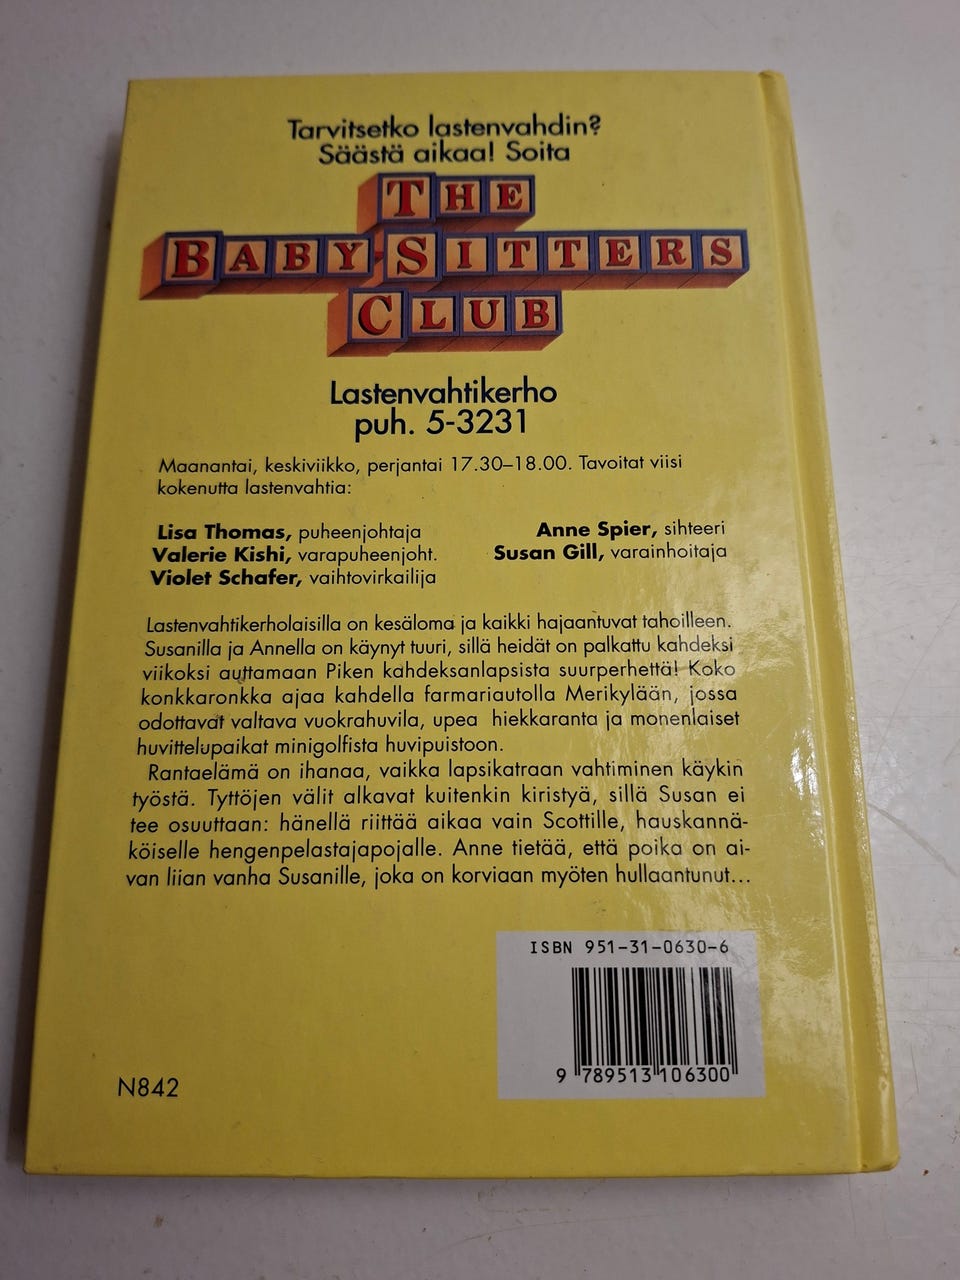 Tarvitsetko lastenvahdin?
Säästä aikaa! Soita
THE
BABY-SITTERS
CLUB
Lastenvahtikerho
puh. 5-3231
Maanantai, keskiviikko, perjantai 17.30–18.00. Tavoitat viisi
kokenutta lastenvahtia:
Lisa Thomas, puheenjohtaja
Valerie Kishi, varapuheenjoht.
Violet Schafer, vaihtovirkailija
Anne Spier, sihteeri
Susan Gill, varainhoitaja
Lastenvahtikerholaisilla on kesäloma ja kaikki hajaantuvat tahoilleen.
Susanilla ja Annella on käynyt tuuri, sillä heidät on palkattu kahdeksi
viikoksi auttamaan Piken kahdeksanlapsista suurperhettä! Koko
konkkaronkka ajaa kahdella farmariautolla Merikylään, jossa
odottavat valtava vuokrahuvila, upea hiekkaranta ja monenlaiset
huvittelupaikat minigolfista huvipuistoon.
Rantaelämä on ihanaa, vaikka lapsikatraan vahtiminen käykin
työstä. Tyttöjen välit alkavat kuitenkin kiristyä, sillä Susan ei
tee osuuttaan: hänellä riittää aikaa vain Scottille, hauskannä-
köiselle hengenpelastajapojalle. Anne tietää, että poika on ai-
van liian vanha Susanille, joka on korviaan myöten hullaantunut...
ISBN 951-31-0630-6
9 789513 106300
N842